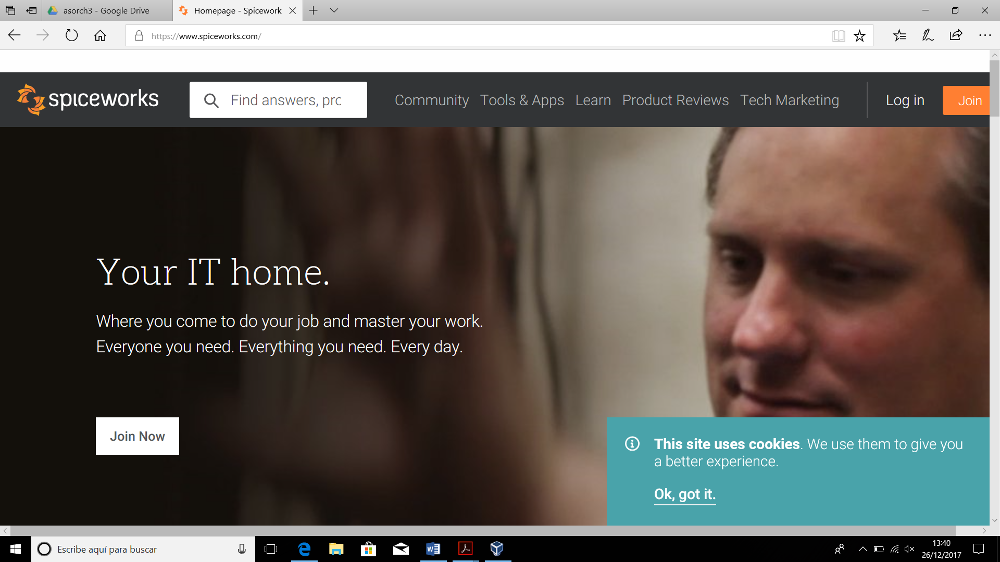 asorch3 - Google Drive
Homepage - Spicework
https://www.spiceworks.com/
spiceworks
Find answers, prc
Community
Tools & Apps
Learn
Product Reviews
Tech Marketing
Log in
Join
Your IT home.
Where you come to do your job and master your work.
Everyone you need. Everything you need. Every day.
Join Now
This site uses cookies. We use them to give you
a better experience.
Ok, got it.
Escribe aquí para buscar
13:40
26/12/2017